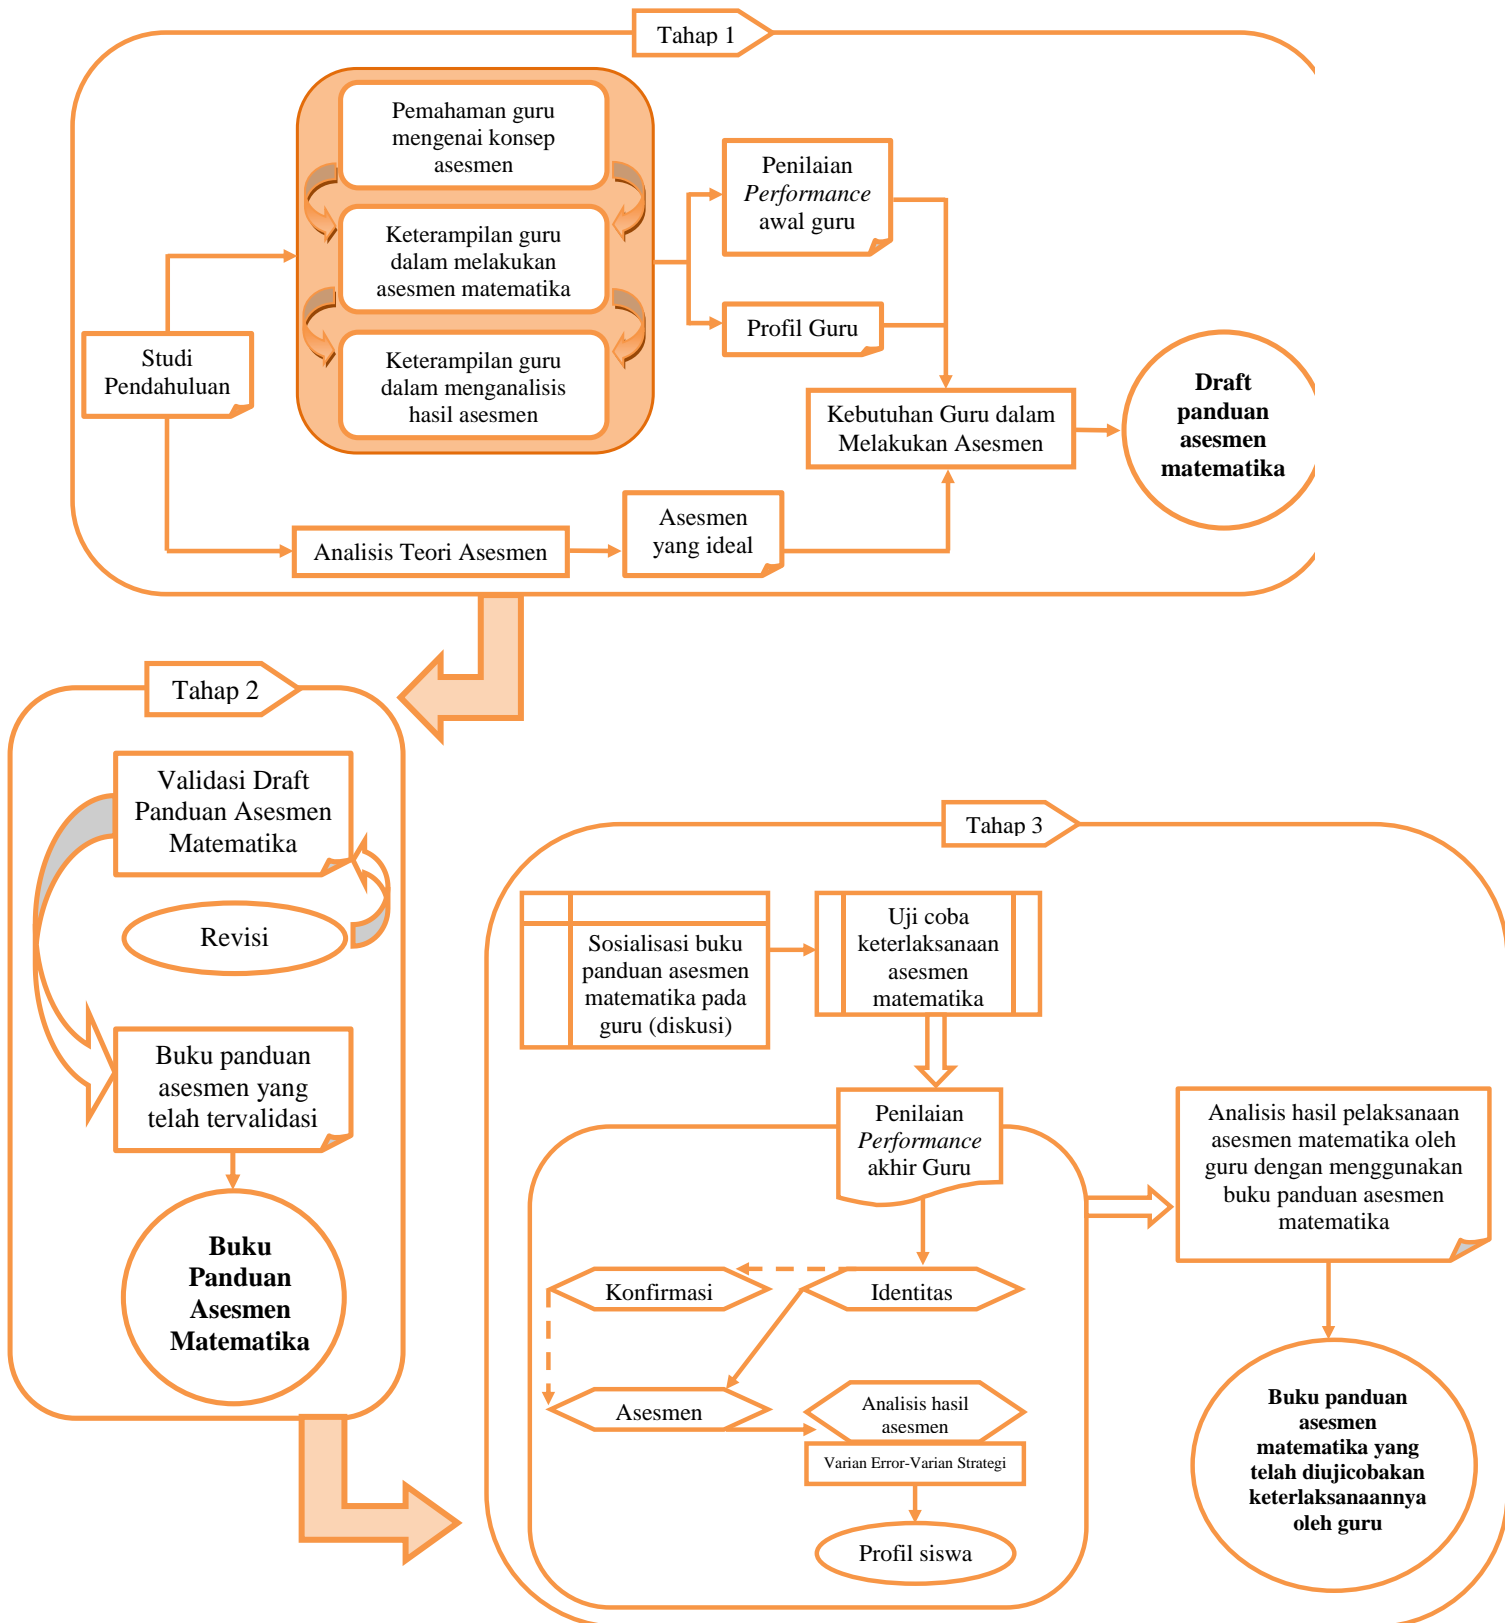 Tahap 1
Pemahaman guru
mengenai konsep
asesmen
Keterampilan guru
dalam melakukan
asesmen matematika
Keterampilan guru
dalam menganalisis
hasil asesmen
Penilaian
Performance
awal guru
Profil Guru
Studi
Pendahuluan
Kebutuhan Guru dalam
Melakukan Asesmen
Draft
panduan
asesmen
matematika
Analisis Teori Asesmen
Asesmen
yang ideal
Tahap 2
Validasi Draft
Panduan Asesmen
Matematika
Revisi
Buku panduan
asesmen yang
telah tervalidasi
Buku
Panduan
Asesmen
Matematika
Tahap 3
Sosialisasi buku
panduan asesmen
matematika pada
guru (diskusi)
Uji coba
keterlaksanaan
asesmen
matematika
Penilaian
Performance
akhir Guru
Konfirmasi
Identitas
Asesmen
Analisis hasil
asesmen
Varian Error-Varian Strategi
Profil siswa
Analisis hasil pelaksanaan
asesmen matematika oleh
guru dengan menggunakan
buku panduan asesmen
matematika
Buku panduan
asesmen
matematika yang
telah diujicobakan
keterlaksanaannya
oleh guru